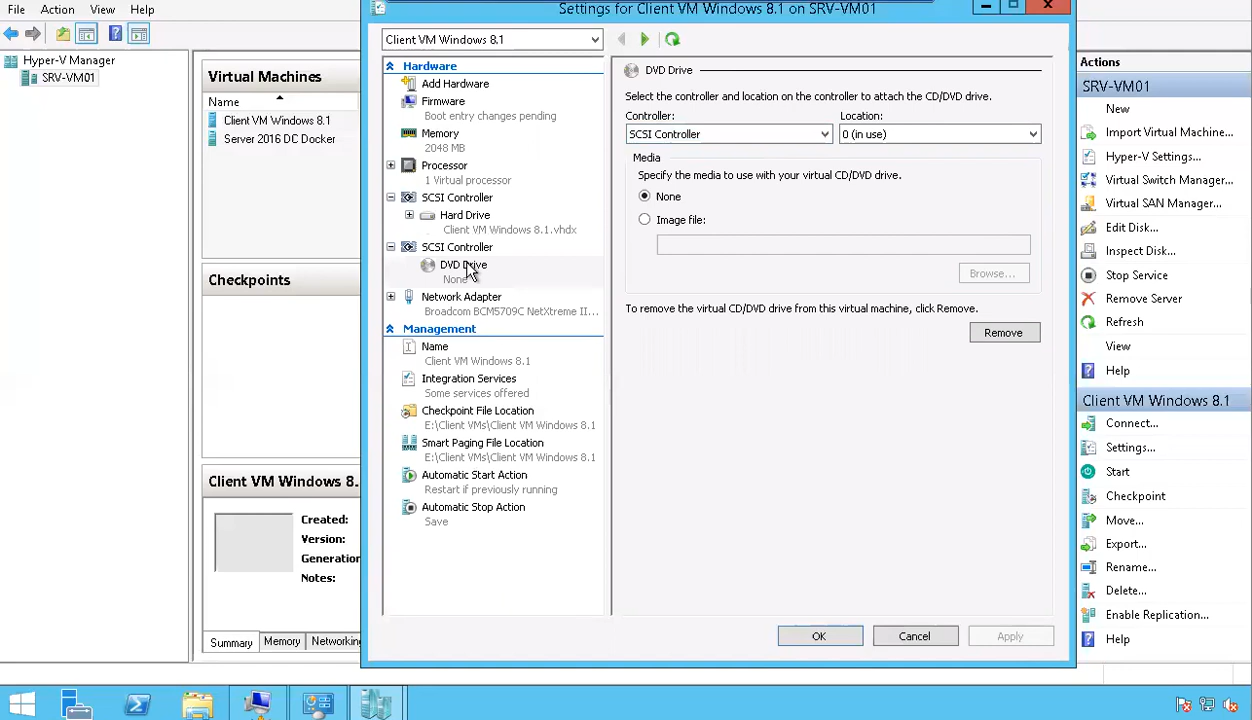 File Action View Help
Settings for Client VM Windows 8.1 on SRV-VM01
Hyper-V Manager
SRV-VM01
Virtual Machines
Name
Client VM Windows 8.1
Server 2016 DC Docker
Checkpoints
Client VM Windows 8.
Created:
Version:
Generation
Notes:
Summary Memory Networking
Client VM Windows 8.1
Hardware
Add Hardware
Firmware
Boot entry changes pending
Memory
2048 MB
Processor
1 Virtual processor
SCSI Controller
Hard Drive
Client VM Windows 8.1.vhdx
SCSI Controller
DVD Drive
None
Network Adapter
Broadcom BCM5709C NetXtreme II...
Management
Name
Client VM Windows 8.1
Integration Services
Some services offered
Checkpoint File Location
E:\Client VMs\Client VM Windows 8.1
Smart Paging File Location
E:\Client VMs\Client VM Windows 8.1
Automatic Start Action
Restart if previously running
Automatic Stop Action
Save
DVD Drive
Select the controller and location on the controller to attach the CD/DVD drive.
Controller: Location:
SCSI Controller 0 (in use)
Media
Specify the media to use with your virtual CD/DVD drive.
None
Image file:
Browse...
To remove the virtual CD/DVD drive from this virtual machine, click Remove.
Remove
OK Cancel Apply
Actions
SRV-VM01
New
Import Virtual Machine...
Hyper-V Settings...
Virtual Switch Manager...
Virtual SAN Manager...
Edit Disk...
Inspect Disk...
Stop Service
Remove Server
Refresh
View
Help
Client VM Windows 8.1
Connect...
Settings...
Start
Checkpoint
Move...
Export...
Rename...
Delete...
Enable Replication...
Help